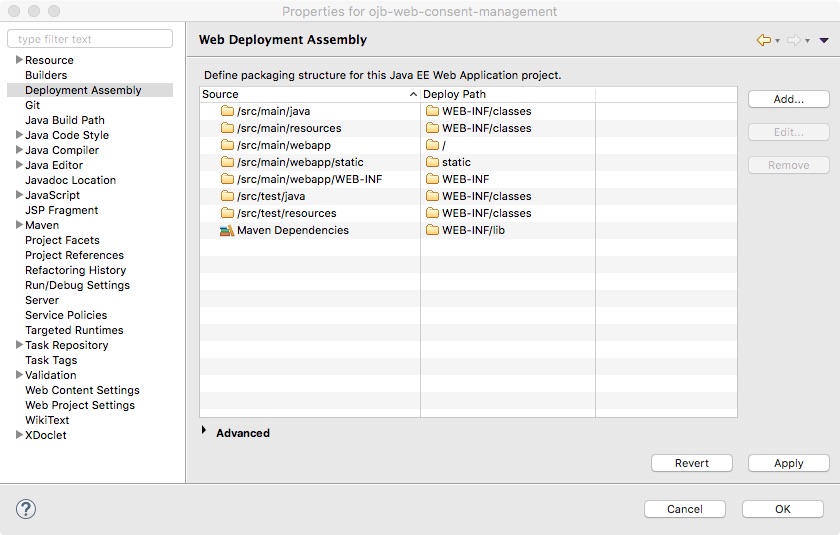 Properties for ojb-web-consent-management
type filter text
Resource
Builders
Deployment Assembly
Git
Java Build Path
Java Code Style
Java Compiler
Java Editor
Javadoc Location
JavaScript
JSP Fragment
Maven
Project Facets
Project References
Refactoring History
Run/Debug Settings
Server
Service Policies
Targeted Runtimes
Task Repository
Task Tags
Validation
Web Content Settings
Web Project Settings
WikiText
XDoclet
Web Deployment Assembly
Define packaging structure for this Java EE Web Application project.
Source Deploy Path
/src/main/java WEB-INF/classes
/src/main/resources WEB-INF/classes
/src/main/webapp /
/src/main/webapp/static static
/src/main/webapp/WEB-INF WEB-INF
/src/test/java WEB-INF/classes
/src/test/resources WEB-INF/classes
Maven Dependencies WEB-INF/lib
Add...
Edit...
Remove
Advanced
Revert Apply
? Cancel OK